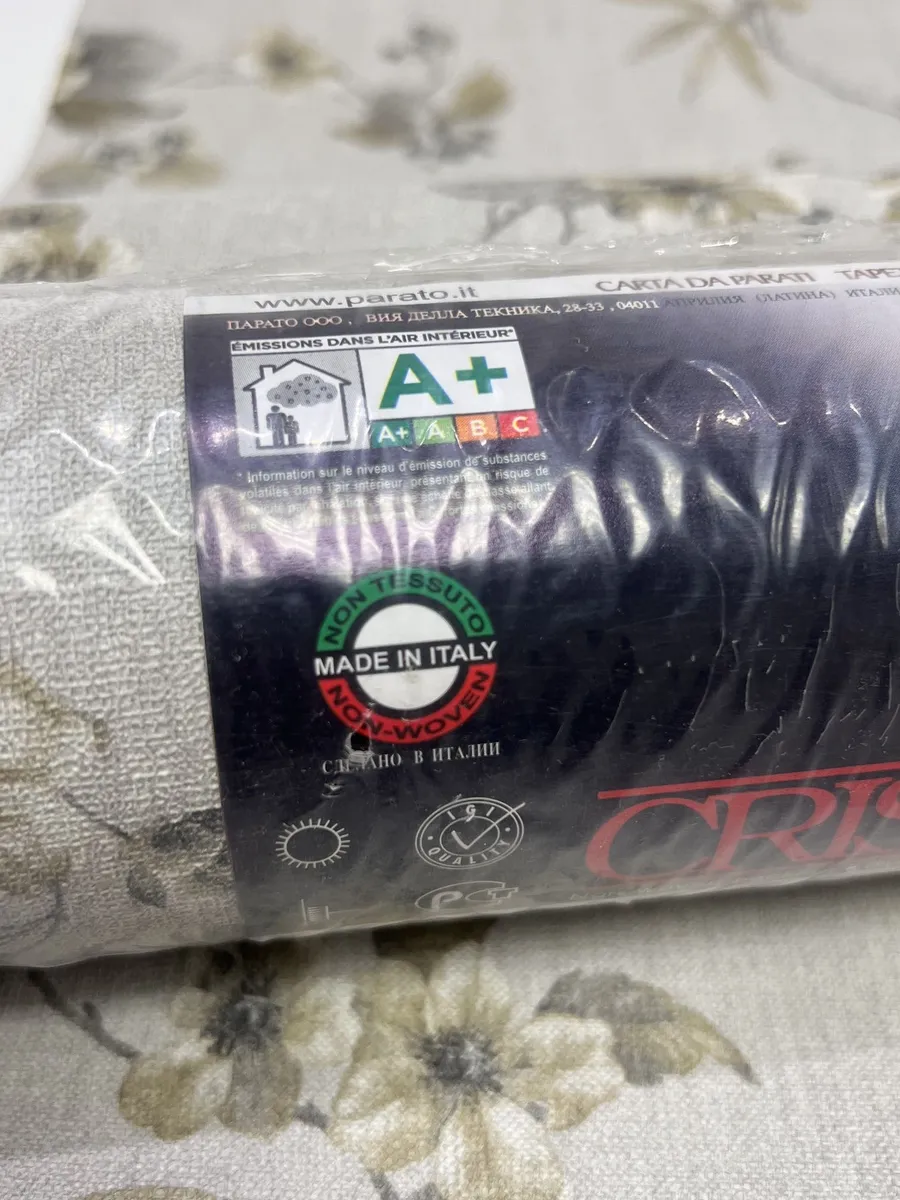 www.parato.it
CARTA DA PARATI TAPE
ПАРАТО ООО , ВИЯ ДЕЛЛА ТЕКНИКА, 28-33 , 04011 АПРИЛИЯ (ЛАТИНА) ИТАЛИ
ÉMISSIONS DANS L'AIR INTÉRIEUR*
A+
A+ A B C
* Information sur le niveau d'émission de substances
volatiles dans l'air intérieur, présentant un risque de
NON TESSUTO
MADE IN ITALY
NON-WOVEN
СДЕЛАНО В ИТАЛИИ
IGI
QUALITY
CRIS